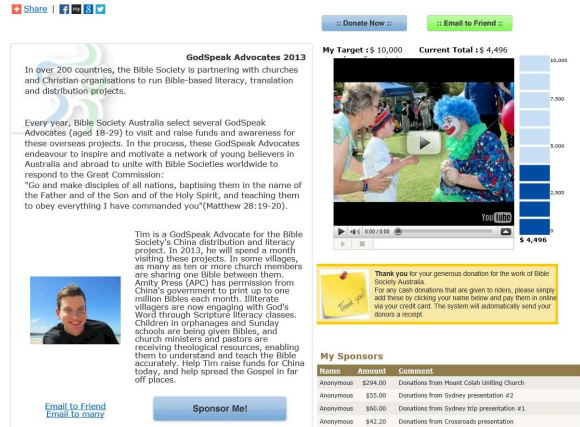 Share |
my
:: Donate Now ::
:: Email to Friend ::
GodSpeak Advocates 2013
In over 200 countries, the Bible Society is partnering with churches
and Christian organisations to run Bible-based literacy, translation
and distribution projects.
Every year, Bible Society Australia select several GodSpeak
Advocates (aged 18-29) to visit and raise funds and awareness for
these overseas projects. In the process, these GodSpeak Advocates
endeavour to inspire and motivate a network of young believers in
Australia and abroad to unite with Bible Societies worldwide to
respond to the Great Commission:
"Go and make disciples of all nations, baptising them in the name of
the Father and of the Son and of the Holy Spirit, and teaching them
to obey everything I have commanded you"(Matthew 28:19-20).
Tim is a GodSpeak Advocate for the Bible
Society's China distribution and literacy
project. In 2013, he will spend a month
visiting these projects. In some villages,
as many as ten or more church members
are sharing one Bible between them.
Amity Press (APC) has permission from
China's government to print up to one
million Bibles each month. Illiterate
villagers are now engaging with God's
Word through Scripture literacy classes.
Children in orphanages and Sunday
schools are being given Bibles, and
church ministers and pastors are
receiving theological resources, enabling
them to understand and teach the Bible
accurately. Help Tim raise funds for China
today, and help spread the Gospel in far
off places.
Email to Friend
Email to many
Sponsor Me!
My Target : $ 10,000 Current Total : $ 4,496
10,000
7,500
5,000
2,500
0
$ 4,496
YouTube
0:00 / 0:00
Thank you!
Thank you for your generous donation for the work of Bible
Society Australia.
For any cash donations that are given to riders, please simply
add these by clicking your name below and pay them in online
via your credit card. The system will automatically send your
donors a receipt.
My Sponsors
Name Amount Comment
Anonymous $294.00 Donations from Mount Colah Uniting Church
Anonymous $55.00 Donations from Sydney presentation #2
Anonymous $60.00 Donations from Sydney trip presentation #1
Anonymous $42.20 Donations from Crossroads presentation